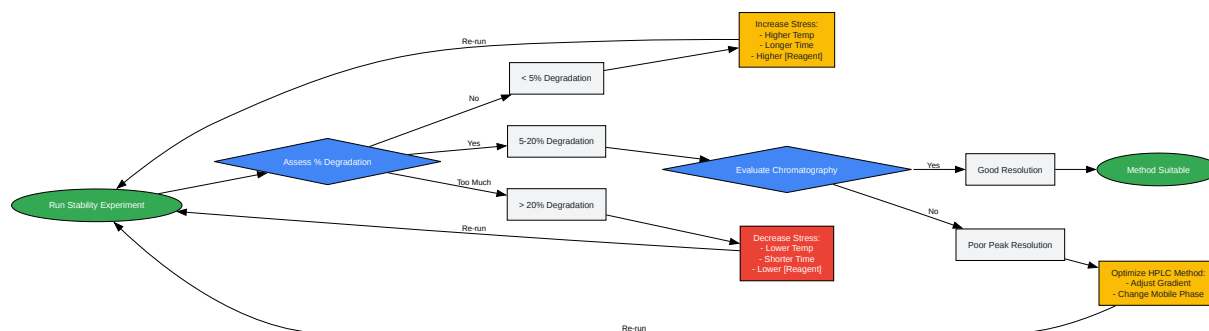 Increase Stress:
- Higher Temp
- Longer Time
- Higher [Reagent]
Re-run
< 5% Degradation
No
5-20% Degradation
Yes
Assess % Degradation
Evaluate Chromatography
Yes
Good Resolution
Method Suitable
Too Much
> 20% Degradation
Run Stability Experiment
No
Re-run
Decrease Stress:
- Lower Temp
- Shorter Time
- Lower [Reagent]
Poor Peak Resolution
Optimize HPLC Method:
- Adjust Gradient
- Change Mobile Phase
Re-run